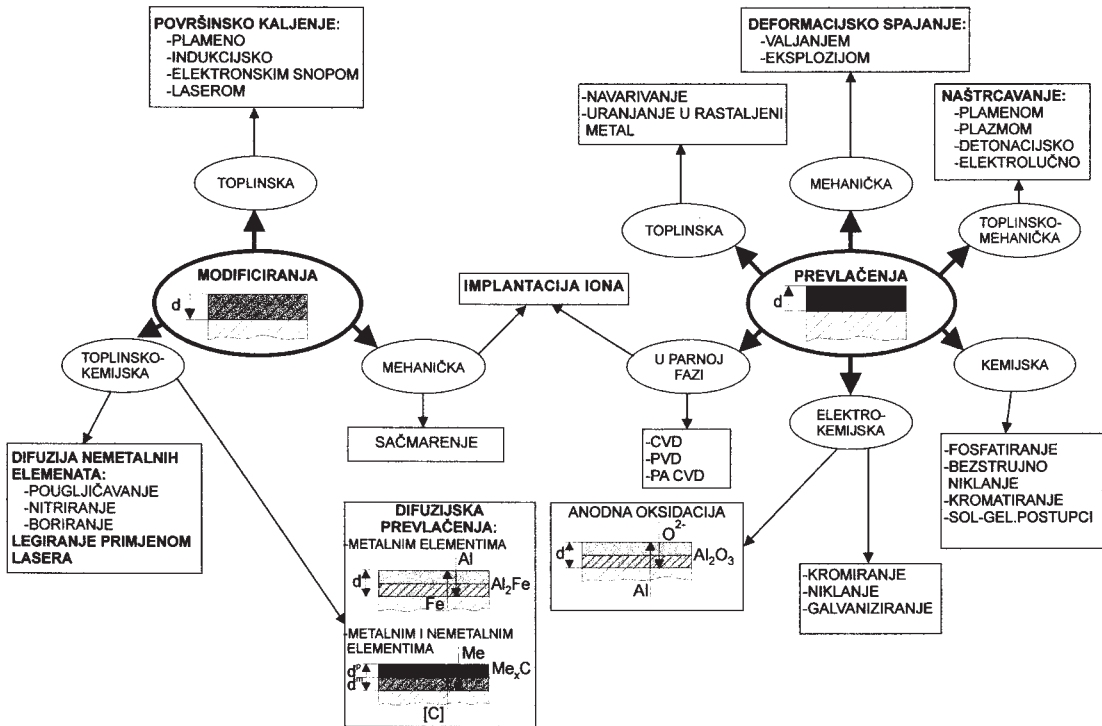 POVRŠINSKO KALJENJE:
-PLAMENO
-INDUKCIJSKO
-ELEKTRONSKIM SNOPOM
-LASEROM
DEFORMACIJSKO SPAJANJE:
-VALJANJEM
-EKSPLOZIJOM
-NAVARIVANJE
-URANJANJE U RASTALJENI
METAL
NAŠTRCAVANJE:
-PLAMENOM
-PLAZMOM
-DETONACIJSKO
-ELEKTROLUČNO
TOPLINSKA
MEHANIČKA
TOPLINSKA
TOPLINSKO-
MEHANIČKA
MODIFICIRANJA
d
IMPLANTACIJA IONA
PREVLAČENJA
d
TOPLINSKO-
KEMIJSKA
MEHANIČKA
U PARNOJ
FAZI
KEMIJSKA
ELEKTRO-
KEMIJSKA
SAČMARENJE
-CVD
-PVD
-PA CVD
-FOSFATIRANJE
-BEZSTRUJNO
NIKLANJE
-KROMATIRANJE
-SOL-GEL.POSTUPCI
DIFUZIJA NEMETALNIH
ELEMENATA:
-POUGLJIČAVANJE
-NITRIRANJE
-BORIRANJE
LEGIRANJE PRIMJENOM
LASERA
DIFUZIJSKA
PREVLAČENJA:
-METALNIM ELEMENTIMA
Al
d
Al₂Fe
Fe
-METALNIM I NEMETALNIM
ELEMENTIMA
Me
dᵖ
MeₓC
dᵐ
[C]
ANODNA OKSIDACIJA
O²⁻
d
Al₂O₃
Al
-KROMIRANJE
-NIKLANJE
-GALVANIZIRANJE